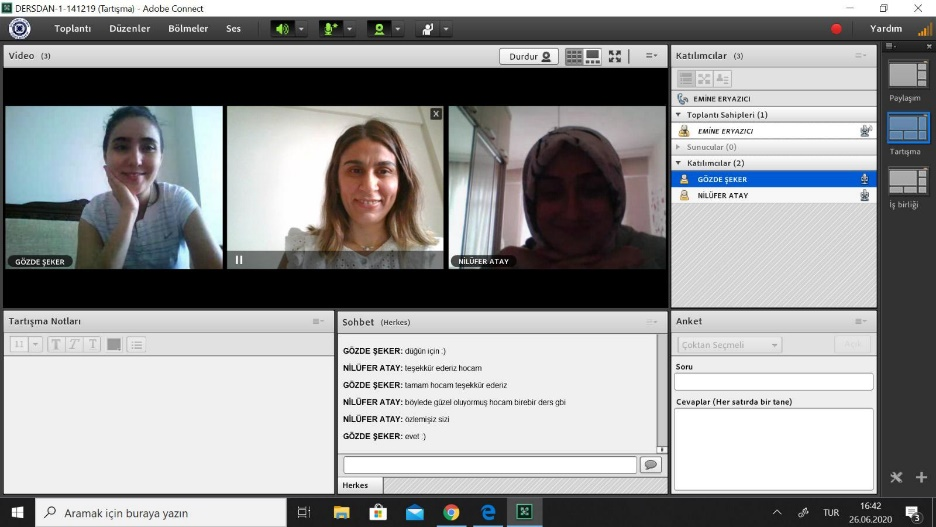 DERSDAN-1-141219 (Tartışma) - Adobe Connect
Toplantı Düzenler Bölmeler Ses Yardım
Video (3)
Durdur
GÖZDE ŞEKER
NİLÜFER ATAY
Katılımcılar (3)
EMİNE ERYAZICI
Toplantı Sahipleri (1)
EMİNE ERYAZICI
Sunucular (0)
Katılımcılar (2)
GÖZDE ŞEKER
NİLÜFER ATAY
Paylaşım
Tartışma
İş birliği
Tartışma Notları
11
T T T
Sohbet (Herkes)
GÖZDE ŞEKER: düğün için :)
NİLÜFER ATAY: teşekkür ederiz hocam
GÖZDE ŞEKER: tamam hocam teşekkür ederiz
NİLÜFER ATAY: böylede güzel oluyormuş hocam birebir ders gbi
NİLÜFER ATAY: özlemişiz sizi
GÖZDE ŞEKER: evet :)
Herkes
Anket
Çoktan Seçmeli
Soru
Cevaplar (Her satırda bir tane)
Aramak için buraya yazın
TUR
16:42
26.06.2020
3